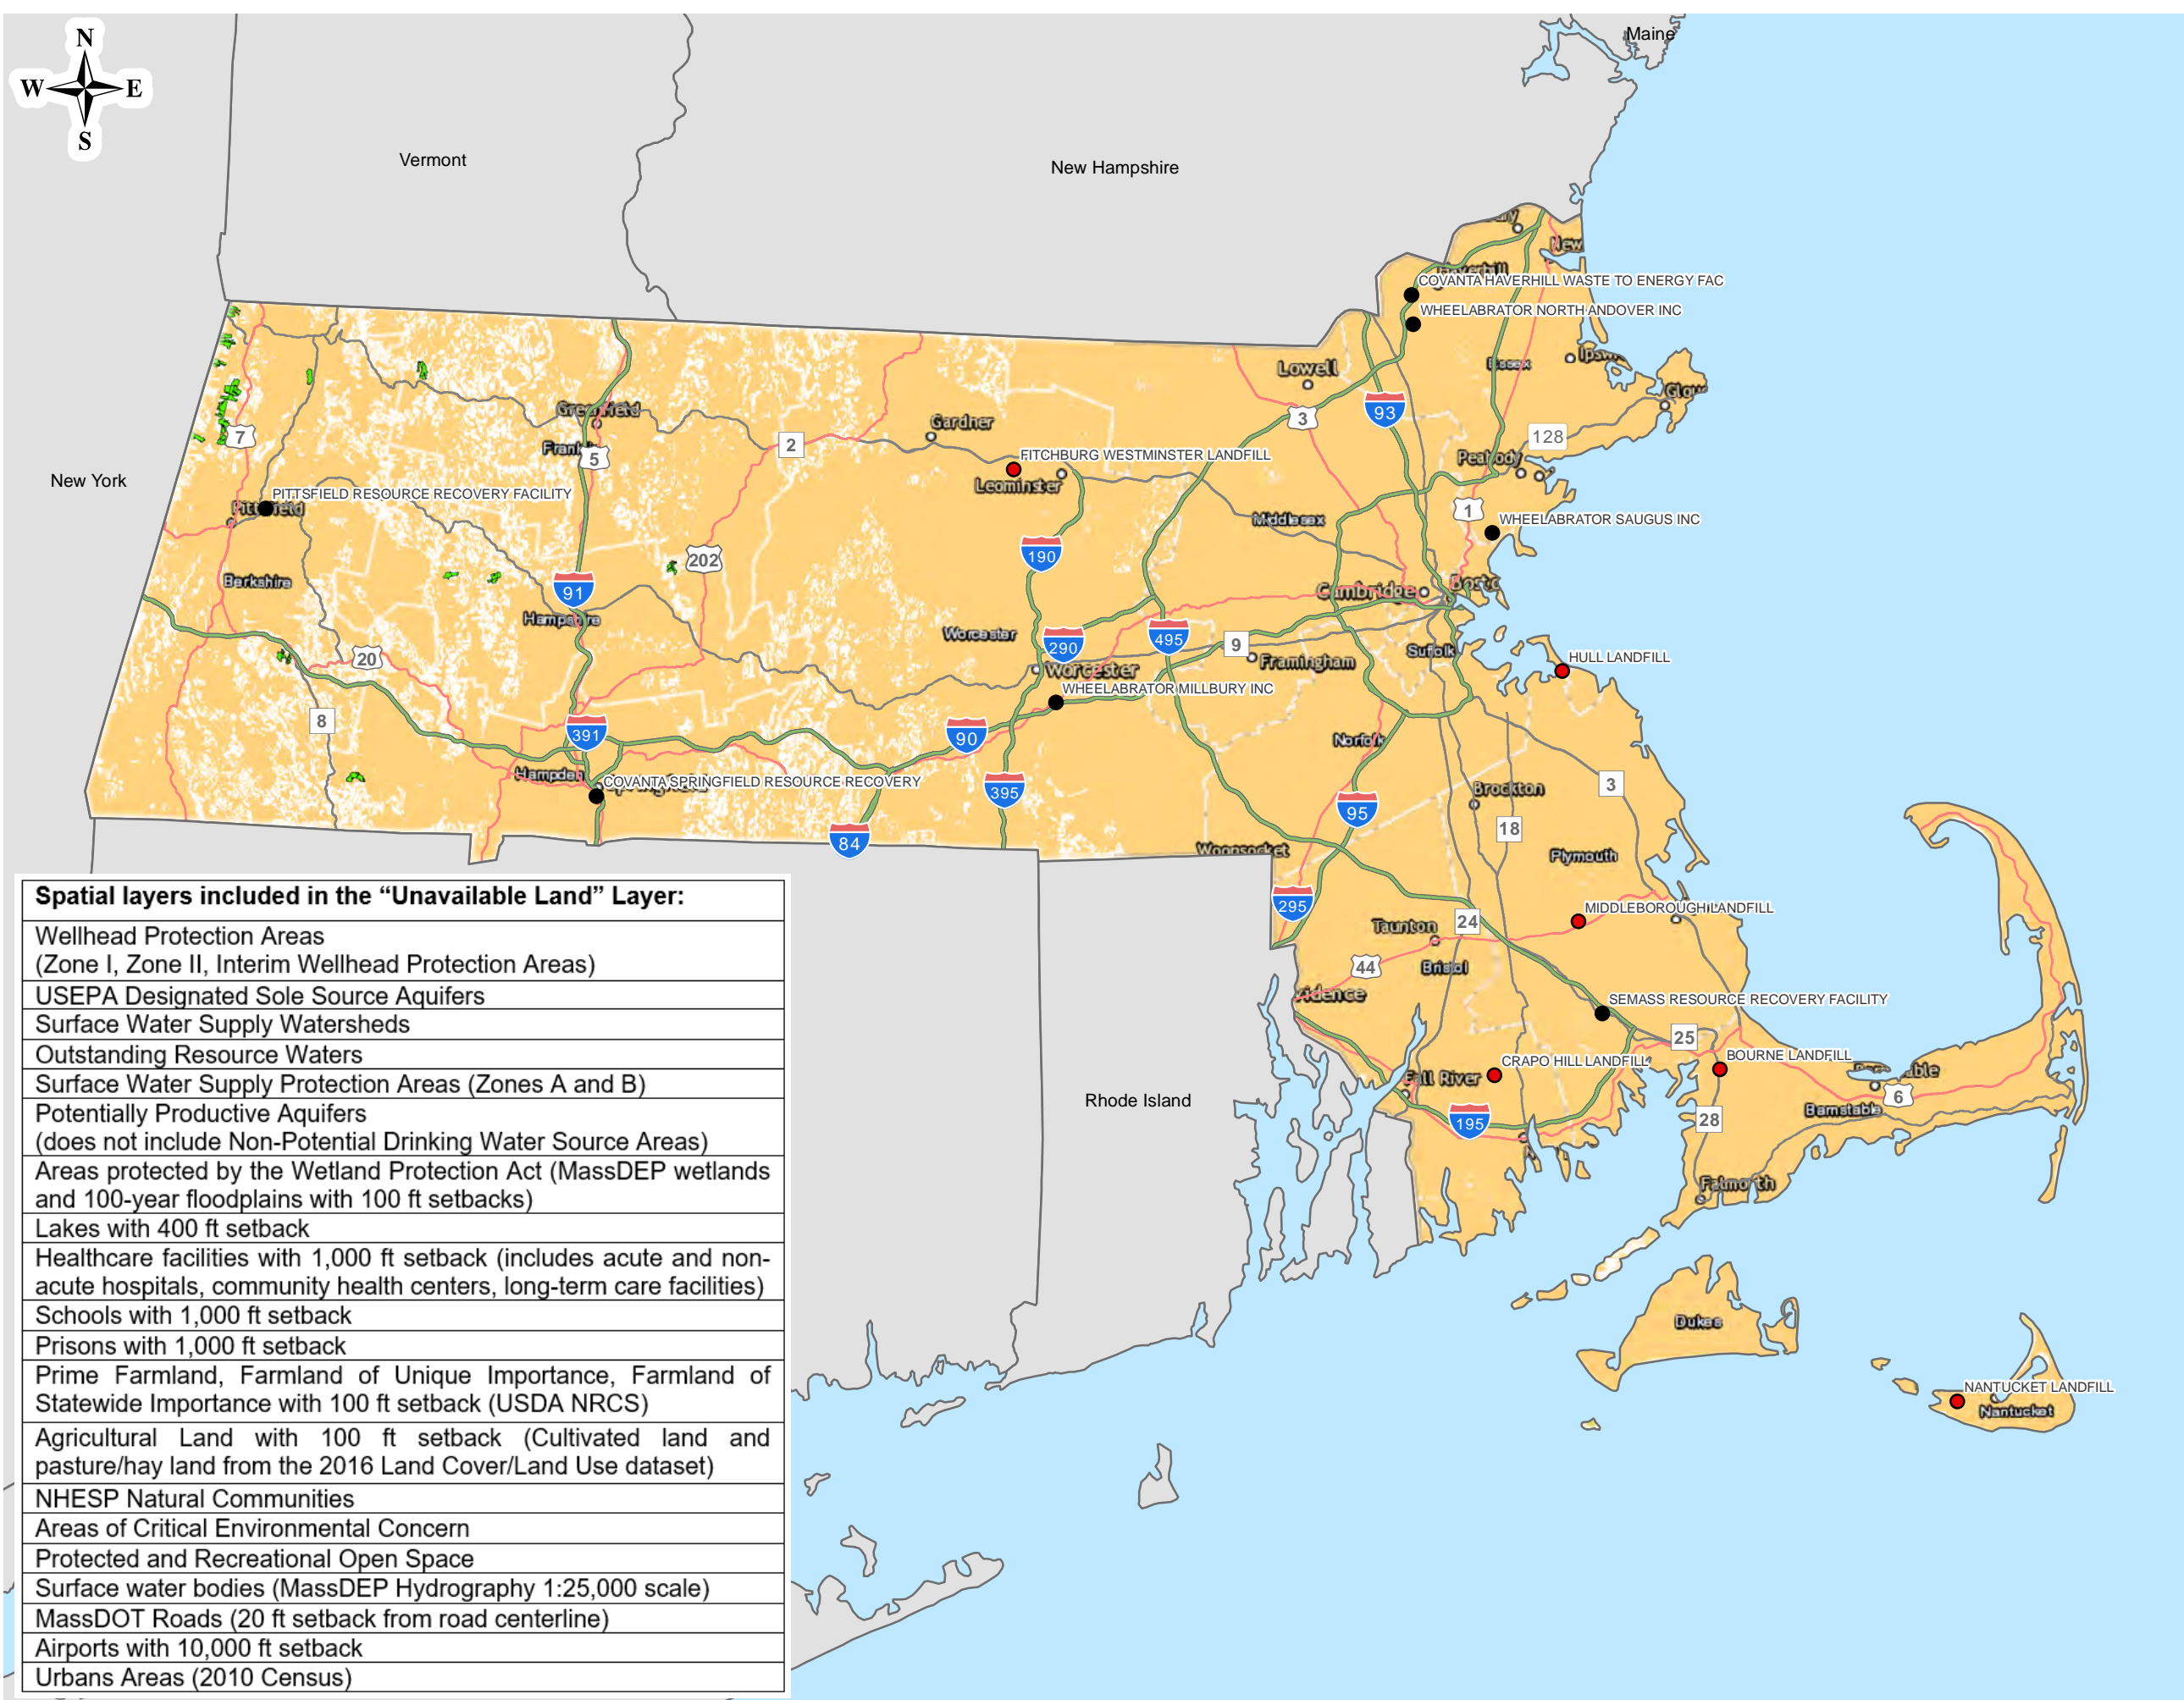 N
W E
S
Maine
Vermont
New Hampshire
New York
Rhode Island
COVANTA HAVERHILL WASTE TO ENERGY FAC
WHEELABRATOR NORTH ANDOVER INC
Lowell
Essex
93
3
7
5
2
128
Gardner
FITCHBURG WESTMINSTER LANDFILL
Leominster
Peabody
PITTSFIELD RESOURCE RECOVERY FACILITY
Pittsfield
Greenfield
Middlesex
1
WHEELABRATOR SAUGUS INC
202
190
Berkshire
91
Cambridge
Hampshire
Worcester
290
495
9
Framingham
Suffolk
HULL LANDFILL
20
Worcester
WHEELABRATOR MILLBURY INC
8
391
90
Norfolk
Hampden
COVANTA SPRINGFIELD RESOURCE RECOVERY
395
95
Brockton
3
18
84
Woonsocket
Plymouth
295
24
MIDDLEBOROUGH LANDFILL
Taunton
44
Bristol
vidence
SEMASS RESOURCE RECOVERY FACILITY
25
CRAPO HILL LANDFILL
BOURNE LANDFILL
Fall River
6
195
28
Barnstable
Falmouth
Dukes
NANTUCKET LANDFILL
Nantucket
Spatial layers included in the “Unavailable Land” Layer:
Wellhead Protection Areas
(Zone I, Zone II, Interim Wellhead Protection Areas)
USEPA Designated Sole Source Aquifers
Surface Water Supply Watersheds
Outstanding Resource Waters
Surface Water Supply Protection Areas (Zones A and B)
Potentially Productive Aquifers
(does not include Non-Potential Drinking Water Source Areas)
Areas protected by the Wetland Protection Act (MassDEP wetlands
and 100-year floodplains with 100 ft setbacks)
Lakes with 400 ft setback
Healthcare facilities with 1,000 ft setback (includes acute and non-
acute hospitals, community health centers, long-term care facilities)
Schools with 1,000 ft setback
Prisons with 1,000 ft setback
Prime Farmland, Farmland of Unique Importance, Farmland of
Statewide Importance with 100 ft setback (USDA NRCS)
Agricultural Land with 100 ft setback (Cultivated land and
pasture/hay land from the 2016 Land Cover/Land Use dataset)
NHESP Natural Communities
Areas of Critical Environmental Concern
Protected and Recreational Open Space
Surface water bodies (MassDEP Hydrography 1:25,000 scale)
MassDOT Roads (20 ft setback from road centerline)
Airports with 10,000 ft setback
Urbans Areas (2010 Census)